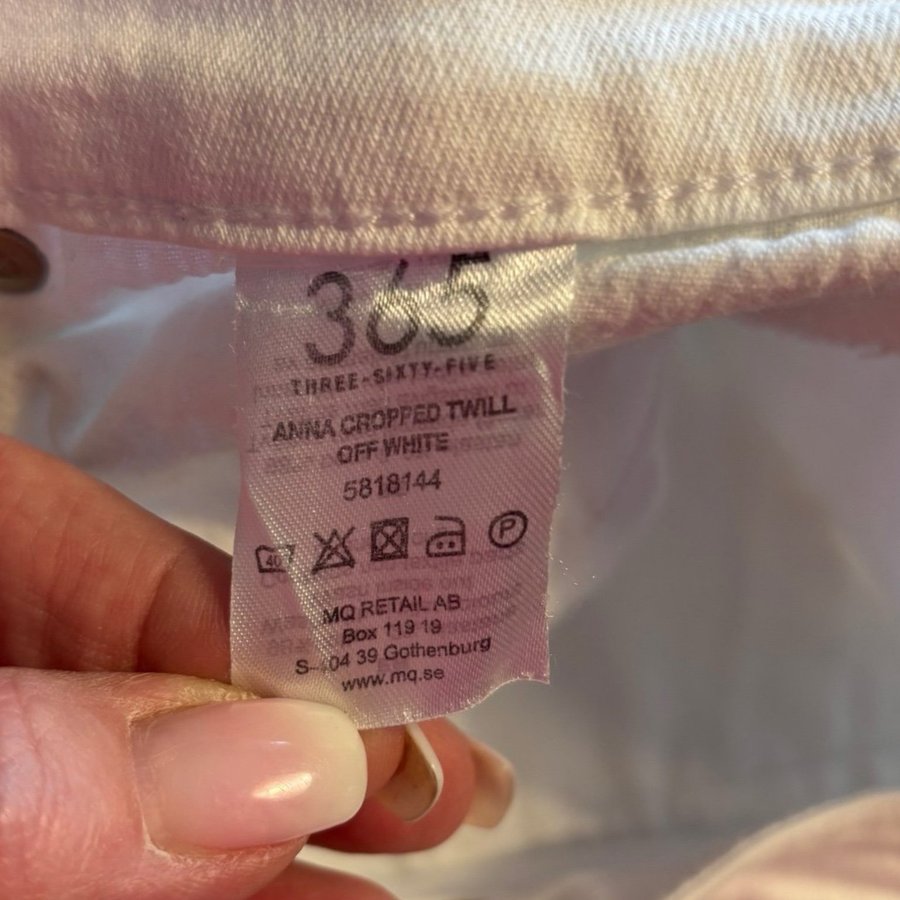 365
THREE-SIXTY-FIVE
ANNA CROPPED TWILL
OFF WHITE
5818144
40
P
MQ RETAIL AB
Box 119 19
S-404 39 Gothenburg
www.mq.se